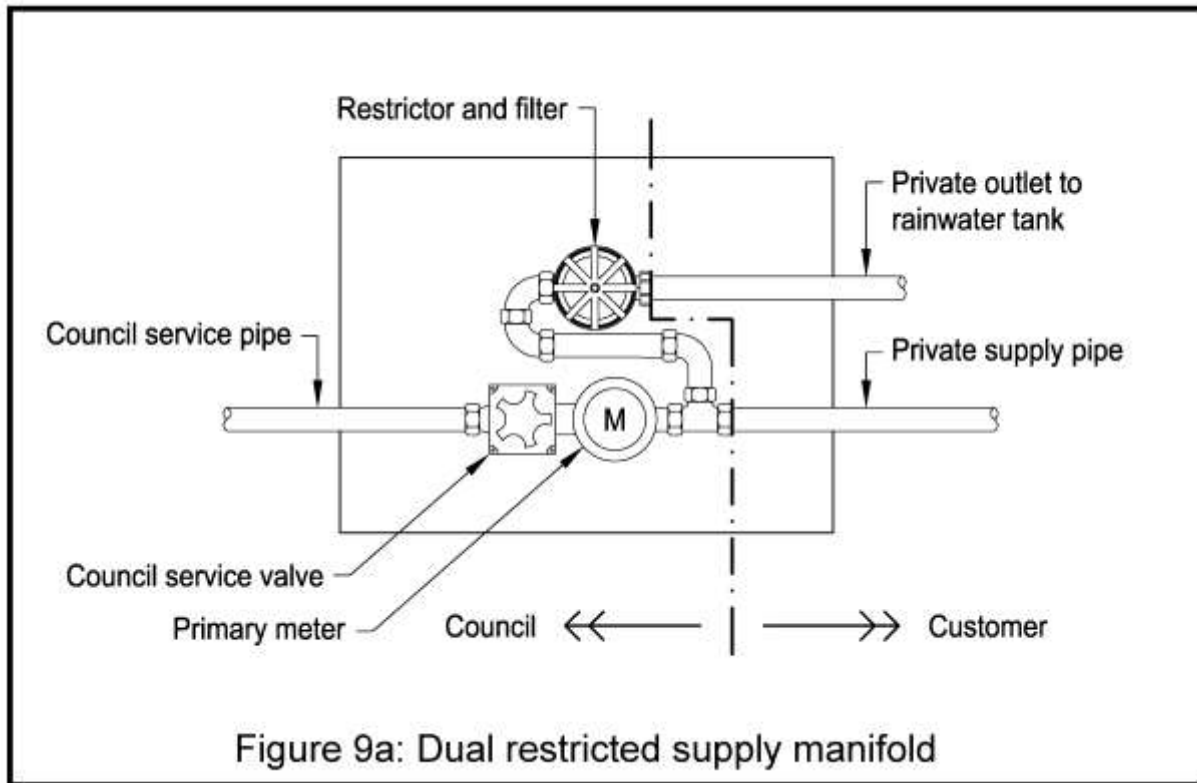 Restrictor and filter
Private outlet to
rainwater tank
Council service pipe
Private supply pipe
M
Council service valve
Primary meter
Council
Customer
Figure 9a: Dual restricted supply manifold